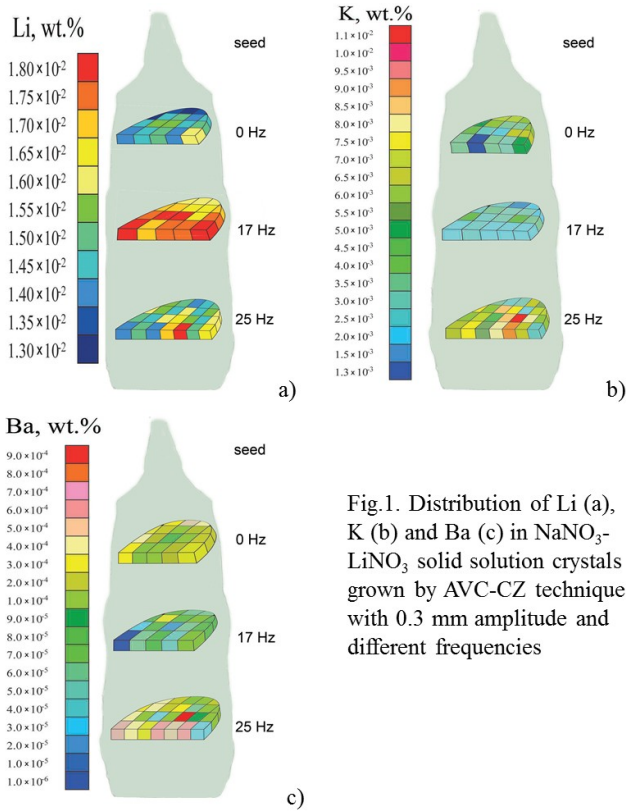 Li, wt.%
1.80×10⁻²
1.75×10⁻²
1.70×10⁻²
1.65×10⁻²
1.60×10⁻²
1.55×10⁻²
1.50×10⁻²
1.45×10⁻²
1.40×10⁻²
1.35×10⁻²
1.30×10⁻²
seed
0 Hz
17 Hz
25 Hz
a)
K, wt.%
1.1×10⁻²
1.0×10⁻²
9.5×10⁻³
9.0×10⁻³
8.5×10⁻³
8.0×10⁻³
7.5×10⁻³
7.0×10⁻³
6.5×10⁻³
6.0×10⁻³
5.5×10⁻³
5.0×10⁻³
4.5×10⁻³
4.0×10⁻³
3.5×10⁻³
3.0×10⁻³
2.5×10⁻³
2.0×10⁻³
1.5×10⁻³
1.3×10⁻³
seed
0 Hz
17 Hz
25 Hz
b)
Ba, wt.%
9.0×10⁻⁴
8.0×10⁻⁴
7.0×10⁻⁴
6.0×10⁻⁴
5.0×10⁻⁴
4.0×10⁻⁴
3.0×10⁻⁴
2.0×10⁻⁴
1.0×10⁻⁴
9.0×10⁻⁵
8.0×10⁻⁵
7.0×10⁻⁵
6.0×10⁻⁵
5.0×10⁻⁵
4.0×10⁻⁵
3.0×10⁻⁵
2.0×10⁻⁵
1.0×10⁻⁵
1.0×10⁻⁶
seed
0 Hz
17 Hz
25 Hz
c)
Fig.1. Distribution of Li (a),
K (b) and Ba (c) in NaNO₃-
LiNO₃ solid solution crystals
grown by AVC-CZ technique
with 0.3 mm amplitude and
different frequencies